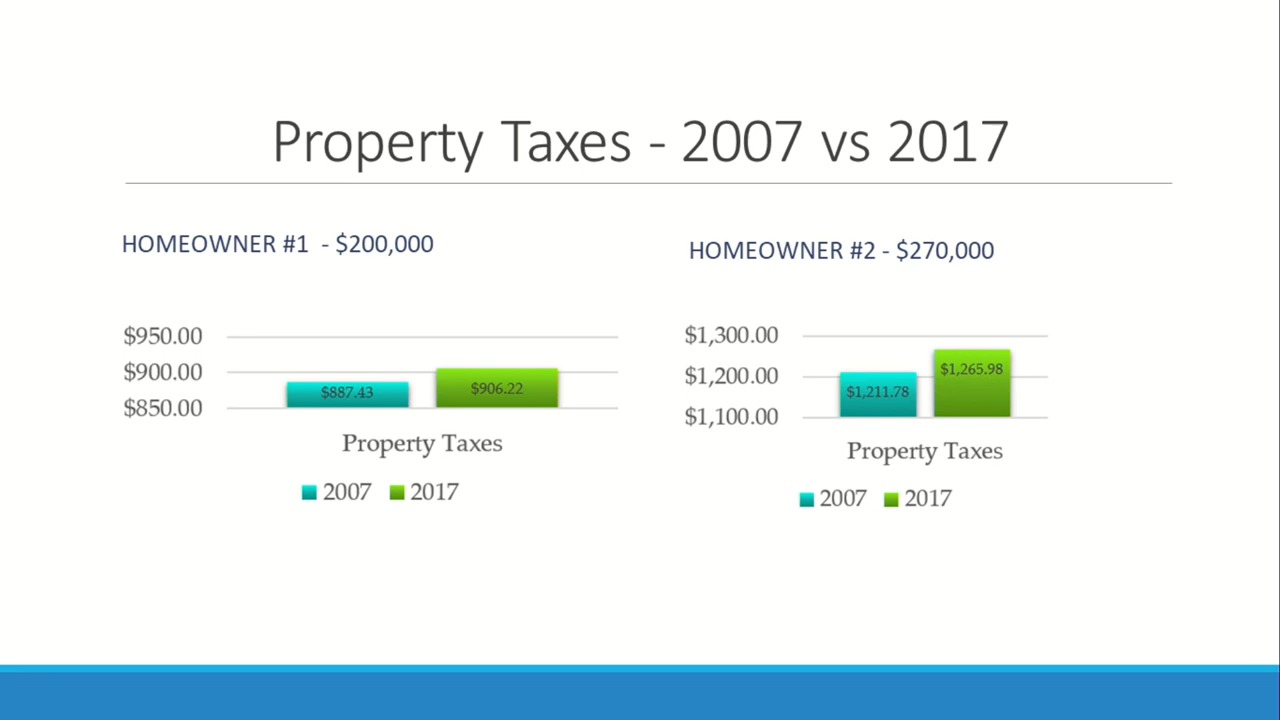 Property Taxes - 2007 vs 2017
HOMEOWNER #1  - $200,000
$950.00
$900.00
$850.00
$887.43
$906.22
Property Taxes
2007
2017
HOMEOWNER #2 - $270,000
$1,300.00
$1,200.00
$1,100.00
$1,211.78
$1,265.98
Property Taxes
2007
2017